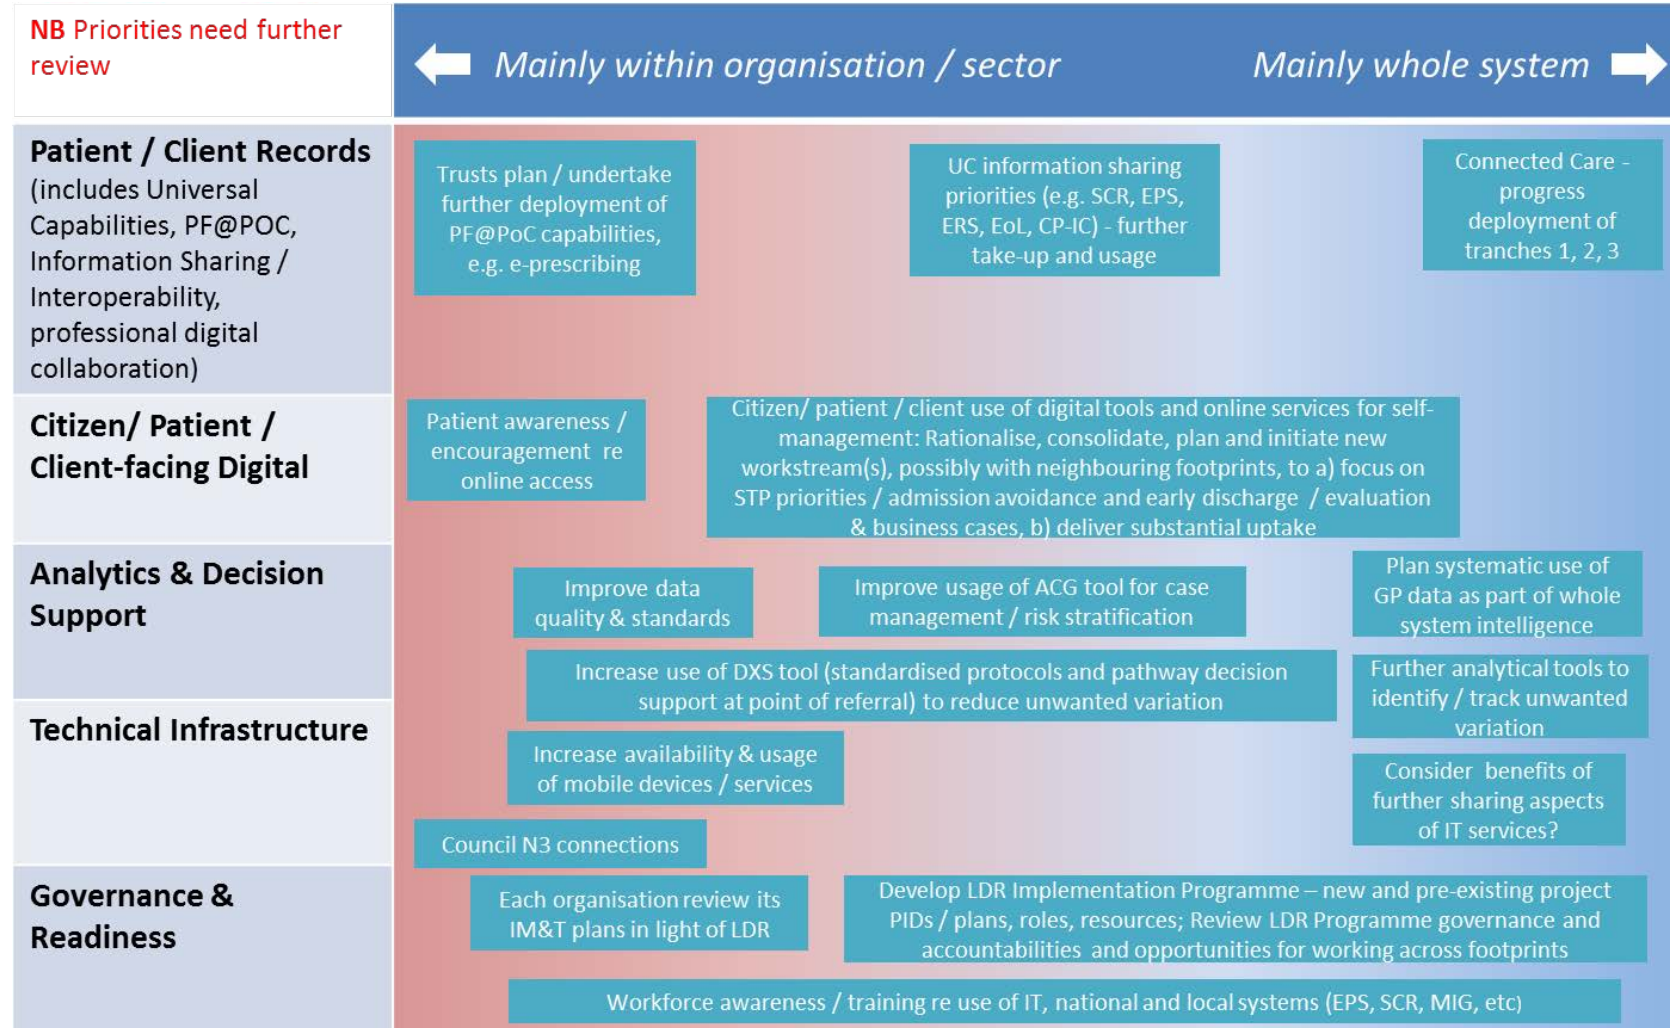 NB Priorities need further
review
Mainly within organisation / sector
Mainly whole system
Patient / Client Records
(includes Universal
Capabilities, PF@POC,
Information Sharing /
Interoperability,
professional digital
collaboration)
Trusts plan / undertake
further deployment of
PF@PoC capabilities,
e.g. e-prescribing
UC information sharing
priorities (e.g. SCR, EPS,
ERS, EoL, CP-IC) - further
take-up and usage
Connected Care -
progress
deployment of
tranches 1, 2, 3
Citizen/ Patient /
Client-facing Digital
Patient awareness /
encouragement re
online access
Citizen/ patient / client use of digital tools and online services for self-
management: Rationalise, consolidate, plan and initiate new
workstream(s), possibly with neighbouring footprints, to a) focus on
STP priorities / admission avoidance and early discharge / evaluation
& business cases, b) deliver substantial uptake
Analytics & Decision
Support
Improve data
quality & standards
Improve usage of ACG tool for case
management / risk stratification
Plan systematic use of
GP data as part of whole
system intelligence
Increase use of DXS tool (standardised protocols and pathway decision
support at point of referral) to reduce unwanted variation
Further analytical tools to
identify / track unwanted
variation
Technical Infrastructure
Increase availability & usage
of mobile devices / services
Consider benefits of
further sharing aspects
of IT services?
Council N3 connections
Governance &
Readiness
Each organisation review its
IM&T plans in light of LDR
Develop LDR Implementation Programme – new and pre-existing project
PIDs / plans, roles, resources; Review LDR Programme governance and
accountabilities and opportunities for working across footprints
Workforce awareness / training re use of IT, national and local systems (EPS, SCR, MIG, etc)